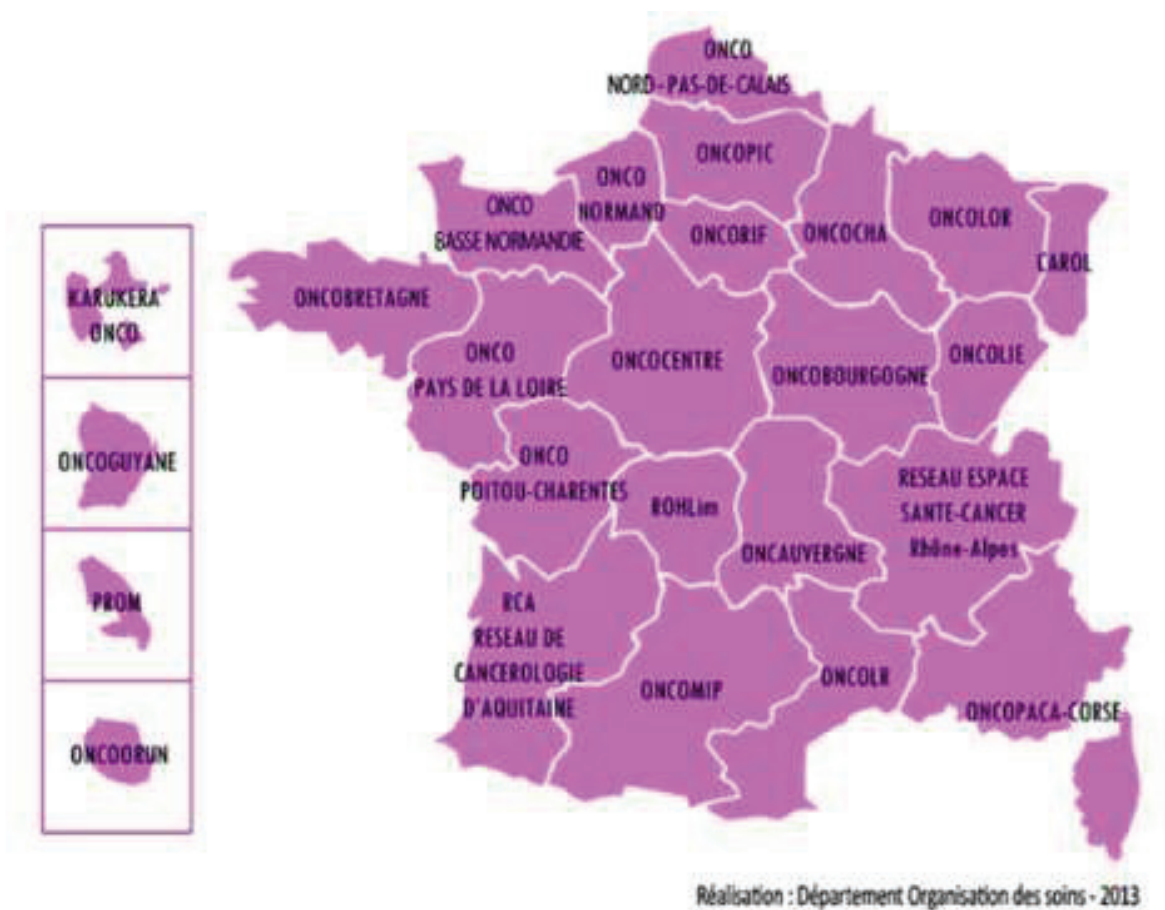 ONCO
NORD-PAS-DE-CALAIS
ONCOPIC
ONCO
NORMAND
ONCO
BASSE NORMANDIE
ONCORIF
ONCOCHA
ONCOLOR
CAROL
ONCOBRETAGNE
ONCO
PAYS DE LA LOIRE
ONCOCENTRE
ONCOBOURGOGNE
ONCOLIE
ONCO
POITOU-CHARENTES
ROHLim
ONCAUVERGNE
RESEAU ESPACE
SANTE-CANCER
Rhône-Alpes
RCA
RESEAU DE
CANCEROLOGIE
D'AQUITAINE
ONCOMIP
ONCOLR
ONCOPACA-CORSE
KARUKERA
ONCO
ONCOGUYANE
PROM
ONCOORUN
Réalisation : Département Organisation des soins - 2013